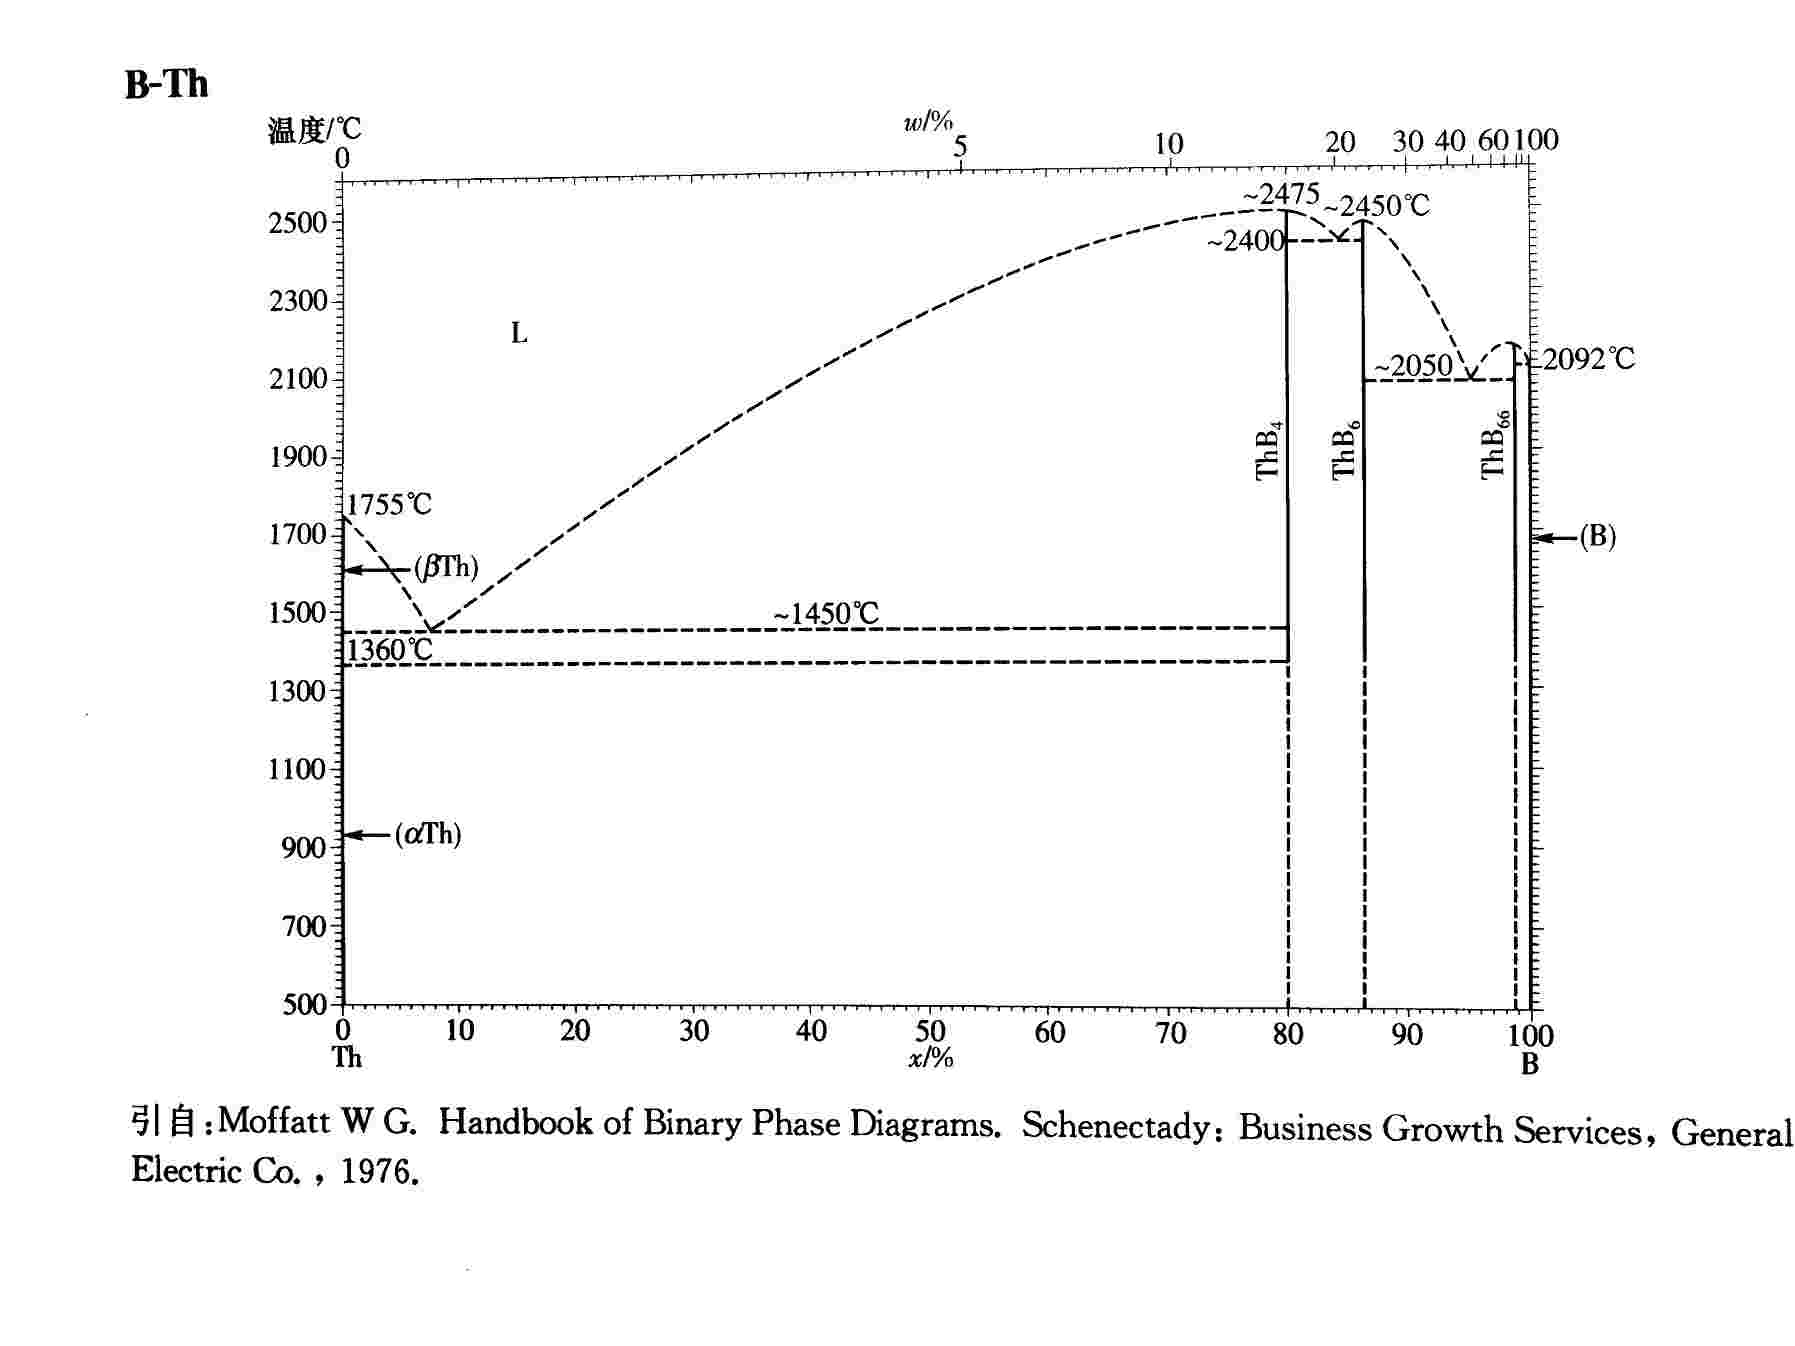 B-Th
温度/℃
w/%
0 5 10 20 30 40 60 100
~2475 ~2450℃
2500
~2400
2300
L
2100
~2050
2092℃
1900
ThB₄
ThB₆
ThB₆₆
1755℃
1700
(B)
(βTh)
1500
~1450℃
1360℃
1300
1100
(αTh)
900
700
500
0 10 20 30 40 50 60 70 80 90 100
Th x/% B
引自:Moffatt W G. Handbook of Binary Phase Diagrams. Schenectady: Business Growth Services, General
Electric Co., 1976.